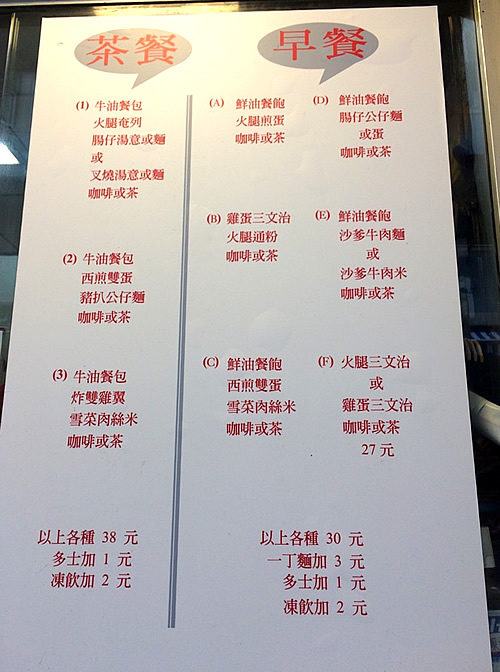 茶餐
(1) 牛油餐包
火腿奄列
腸仔湯意或麵
或
叉燒湯意或麵
咖啡或茶
(2) 牛油餐包
西煎雙蛋
豬扒公仔麵
咖啡或茶
(3) 牛油餐包
炸雙雞翼
雪菜肉絲米
咖啡或茶
以上各種 38 元
多士加 1 元
凍飲加 2 元
早餐
(A) 鮮油餐飽
火腿煎蛋
咖啡或茶
(B) 雞蛋三文治
火腿通粉
咖啡或茶
(C) 鮮油餐飽
西煎雙蛋
雪菜肉絲米
咖啡或茶
(D) 鮮油餐飽
腸仔公仔麵
或蛋
咖啡或茶
(E) 鮮油餐飽
沙爹牛肉麵
或
沙爹牛肉米
咖啡或茶
(F) 火腿三文治
或
雞蛋三文治
咖啡或茶
27 元
以上各種 30 元
一丁麵加 3 元
多士加 1 元
凍飲加 2 元